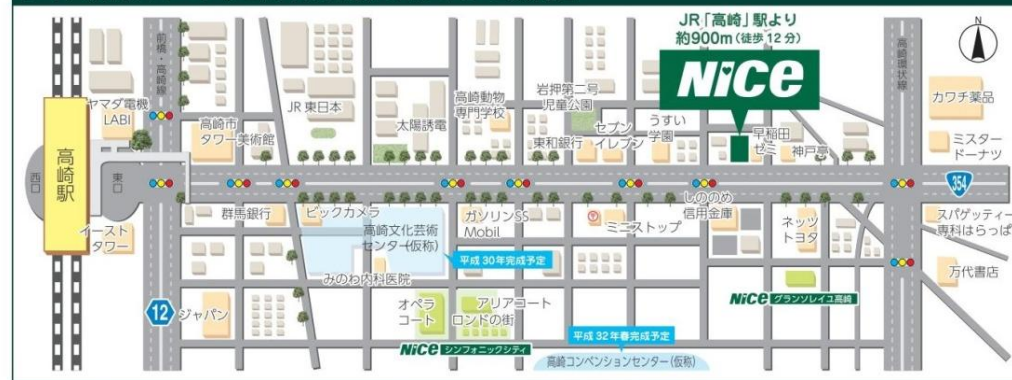 JR「高崎」駅より
約900m(徒歩12分)
NiCE
N
前橋・高崎線
高崎環状線
ヤマダ電機
LABI
高崎市
タワー美術館
JR東日本
太陽誘電
高崎動物
専門学校
岩押第二号
児童公園
東和銀行
セブン
イレブン
うすい
学園
早稲田
ゼミ
神戸亭
カワチ薬品
ミスター
ドーナツ
高崎駅
西口
東口
354
イースト
タワー
群馬銀行
ビックカメラ
高崎文化芸術
センター(仮称)
平成30年完成予定
みのわ内科医院
ガソリンSS
Mobil
ミニストップ
しののめ
信用金庫
ネッツ
トヨタ
スパゲッティー
専科はらっぱ
万代書店
12
ジャパン
オペラ
コート
アリアコート
ロンドの街
NiCE シンフォニックシティ
NiCE グランソレイユ高崎
平成32年春完成予定
高崎コンベンションセンター(仮称)